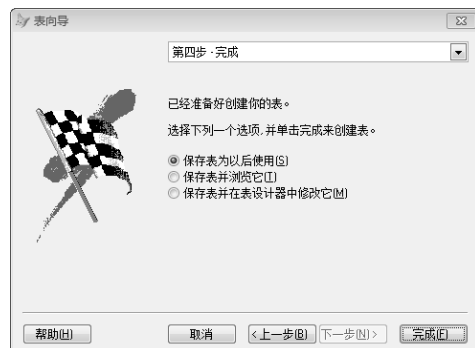 表向导
第四步·完成
已经准备好创建你的表。
选择下列一个选项,并单击完成来创建表。
保存表为以后使用(S)
保存表并浏览它(T)
保存表并在表设计器中修改它(M)
帮助(H)
取消
<上一步(B)
下一步(N)>
完成(F)